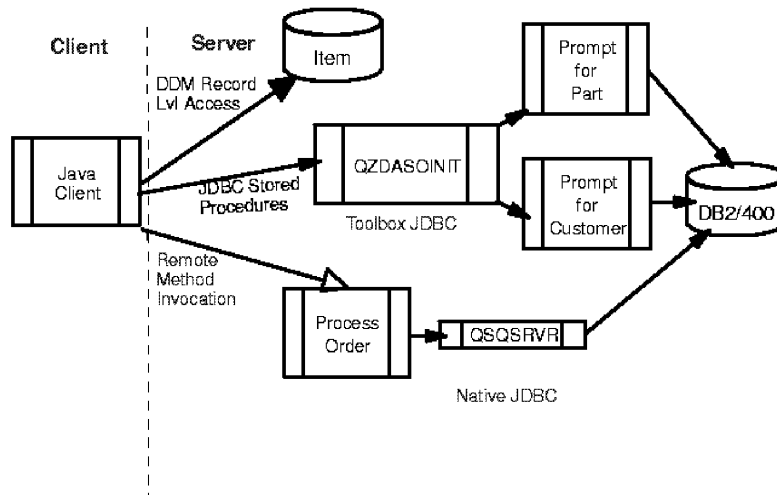 Client
Server
Item
DDM Record
Lvl Access
Prompt
for
Part
Java
Client
QZDASOINIT
JDBC Stored
Procedures
Toolbox JDBC
Prompt
for
Customer
DB2/400
Remote
Method
Invocation
Process
Order
QSQSRVR
Native JDBC